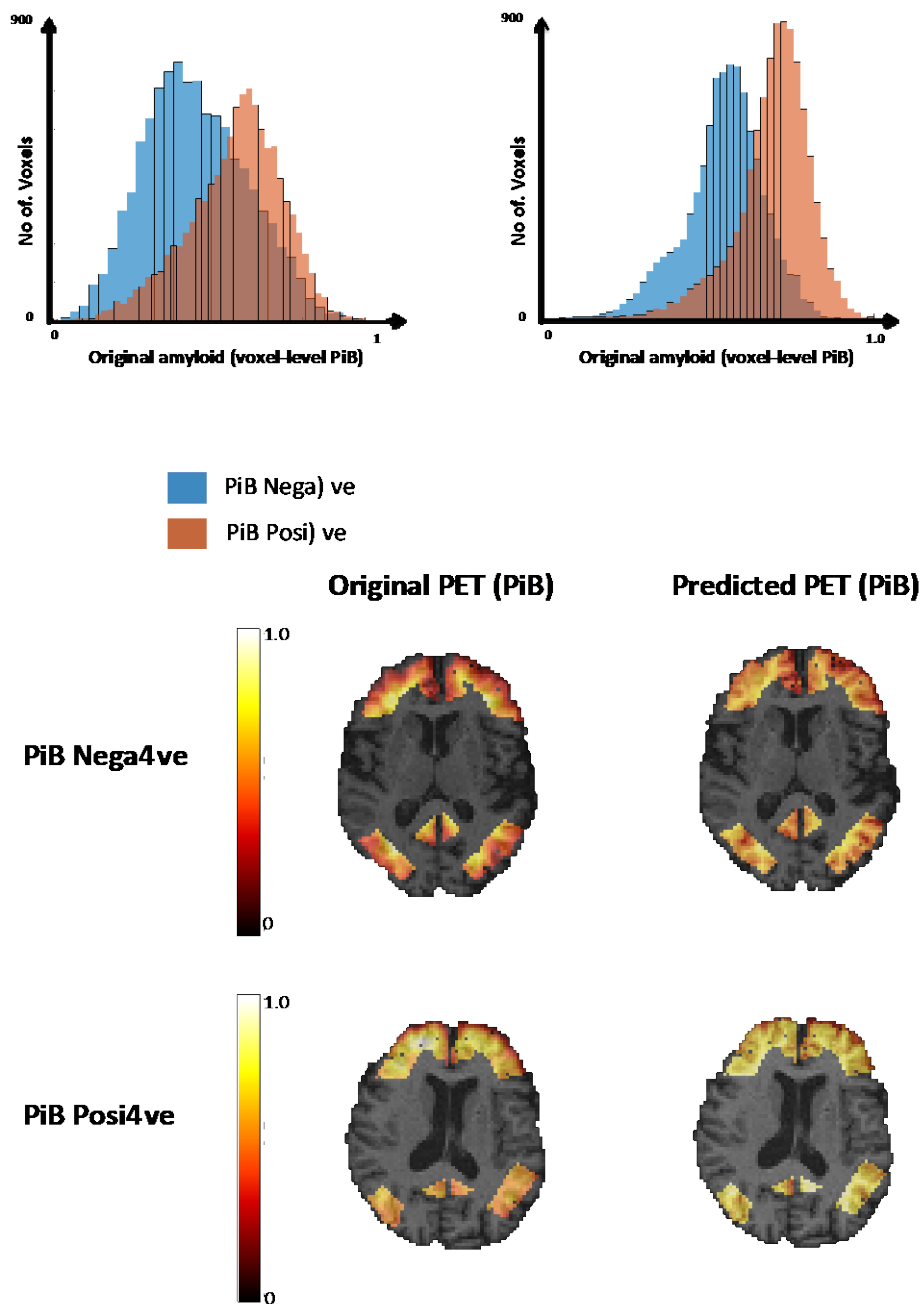 900
No of. Voxels
0
0
1
Original amyloid (voxel-level PiB)
900
No of. Voxels
0
0
1.0
Original amyloid (voxel-level PiB)
PiB Nega) ve
PiB Posi) ve
Original PET (PiB)
Predicted PET (PiB)
1.0
PiB Nega4ve
0
1.0
PiB Posi4ve
0